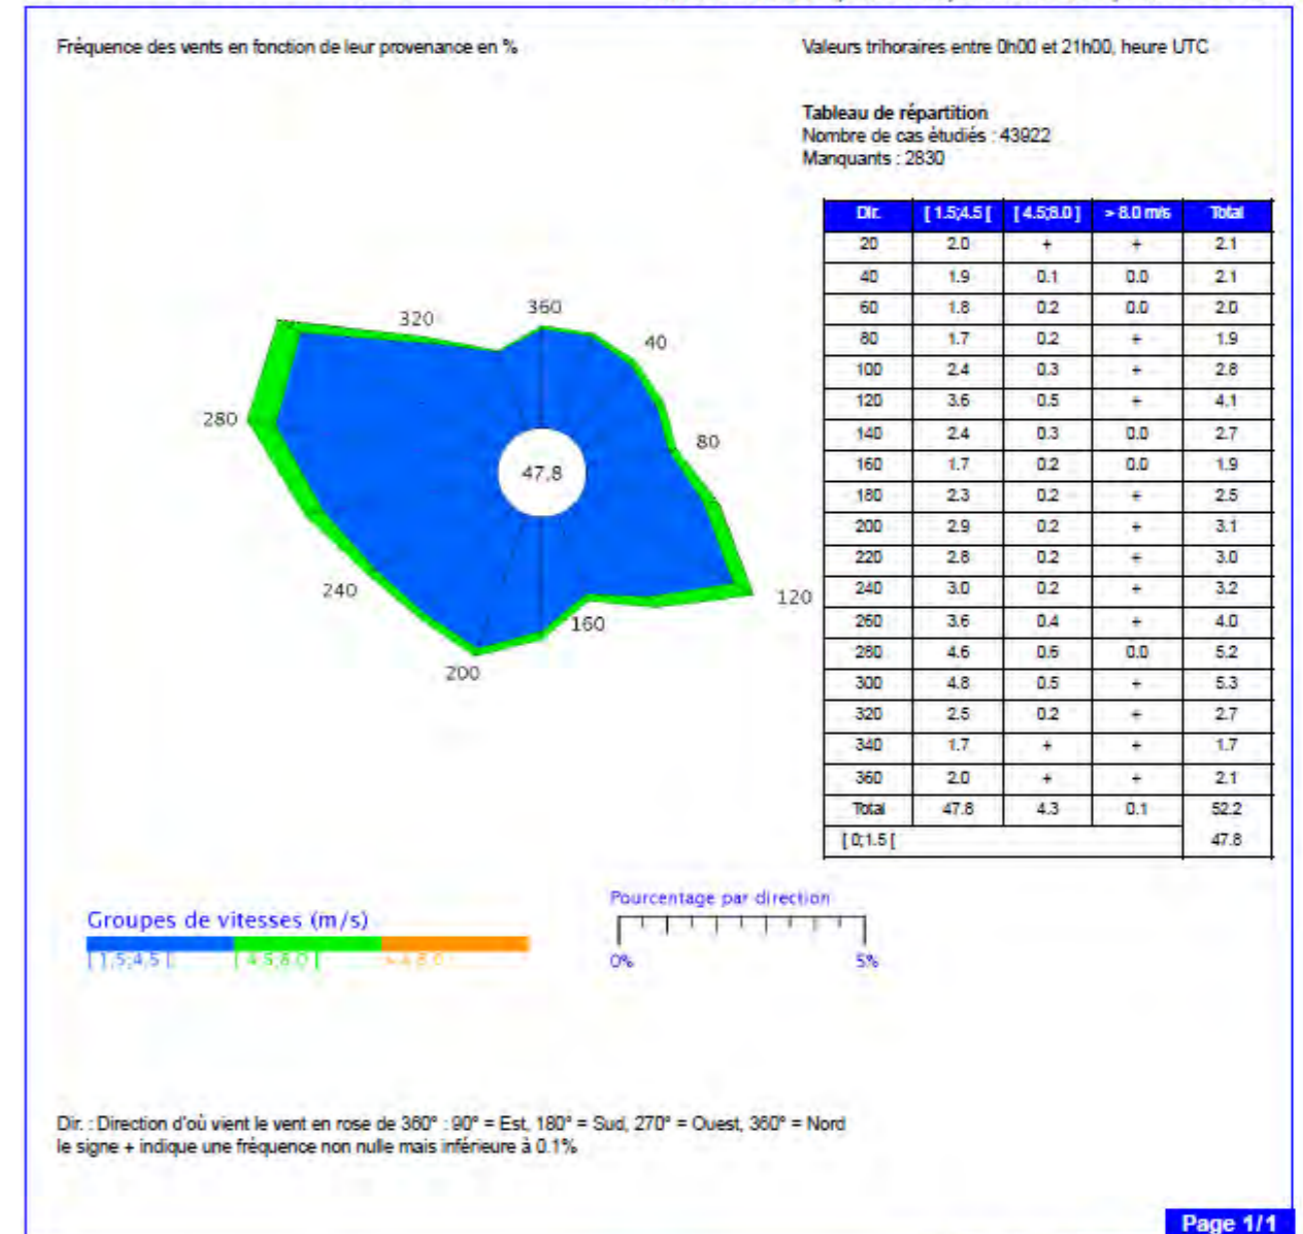 Fréquence des vents en fonction de leur provenance en %
Valeurs trihoraires entre 0h00 et 21h00, heure UTC
Tableau de répartition
Nombre de cas étudiés : 43922
Manquants : 2830
Dir. [ 1.5;4.5 [ [ 4.5;8.0 ] > 8.0 m/s Total
20 2.0 + + 2.1
40 1.9 0.1 0.0 2.1
60 1.8 0.2 0.0 2.0
80 1.7 0.2 + 1.9
100 2.4 0.3 + 2.8
120 3.6 0.5 + 4.1
140 2.4 0.3 0.0 2.7
160 1.7 0.2 0.0 1.9
180 2.3 0.2 + 2.5
200 2.9 0.2 + 3.1
220 2.8 0.2 + 3.0
240 3.0 0.2 + 3.2
260 3.6 0.4 + 4.0
280 4.6 0.6 0.0 5.2
300 4.8 0.5 + 5.3
320 2.5 0.2 + 2.7
340 1.7 + + 1.7
360 2.0 + + 2.1
Total 47.8 4.3 0.1 52.2
[ 0;1.5 [ 47.8
360
320
40
280
80
47,8
240
120
160
200
Groupes de vitesses (m/s)
[ 1,5;4,5 [ [ 4,5;8,0 ]
Pourcentage par direction
0% 5%
Dir. : Direction d'où vient le vent en rose de 360° : 90° = Est, 180° = Sud, 270° = Ouest, 360° = Nord
le signe + indique une fréquence non nulle mais inférieure à 0.1%
Page 1/1